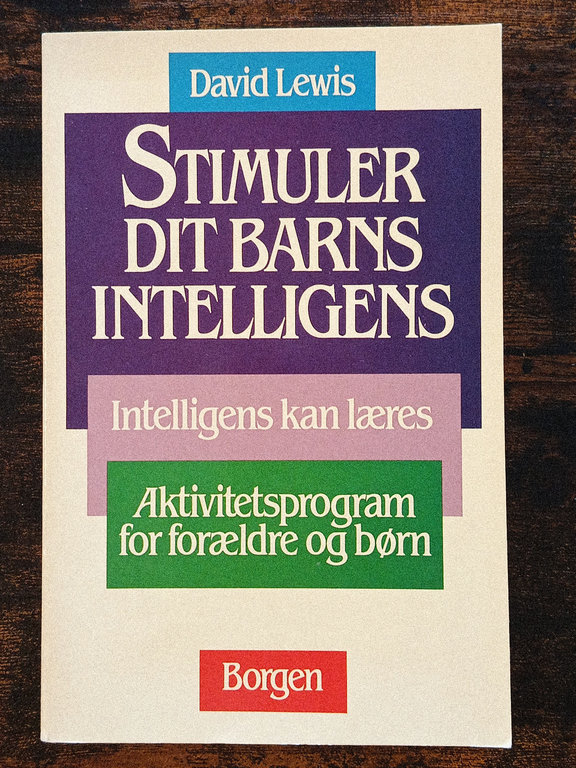 David Lewis
STIMULER
DIT BARNS
INTELLIGENS
Intelligens kan læres
Aktivitetsprogram
for forældre og børn
Borgen